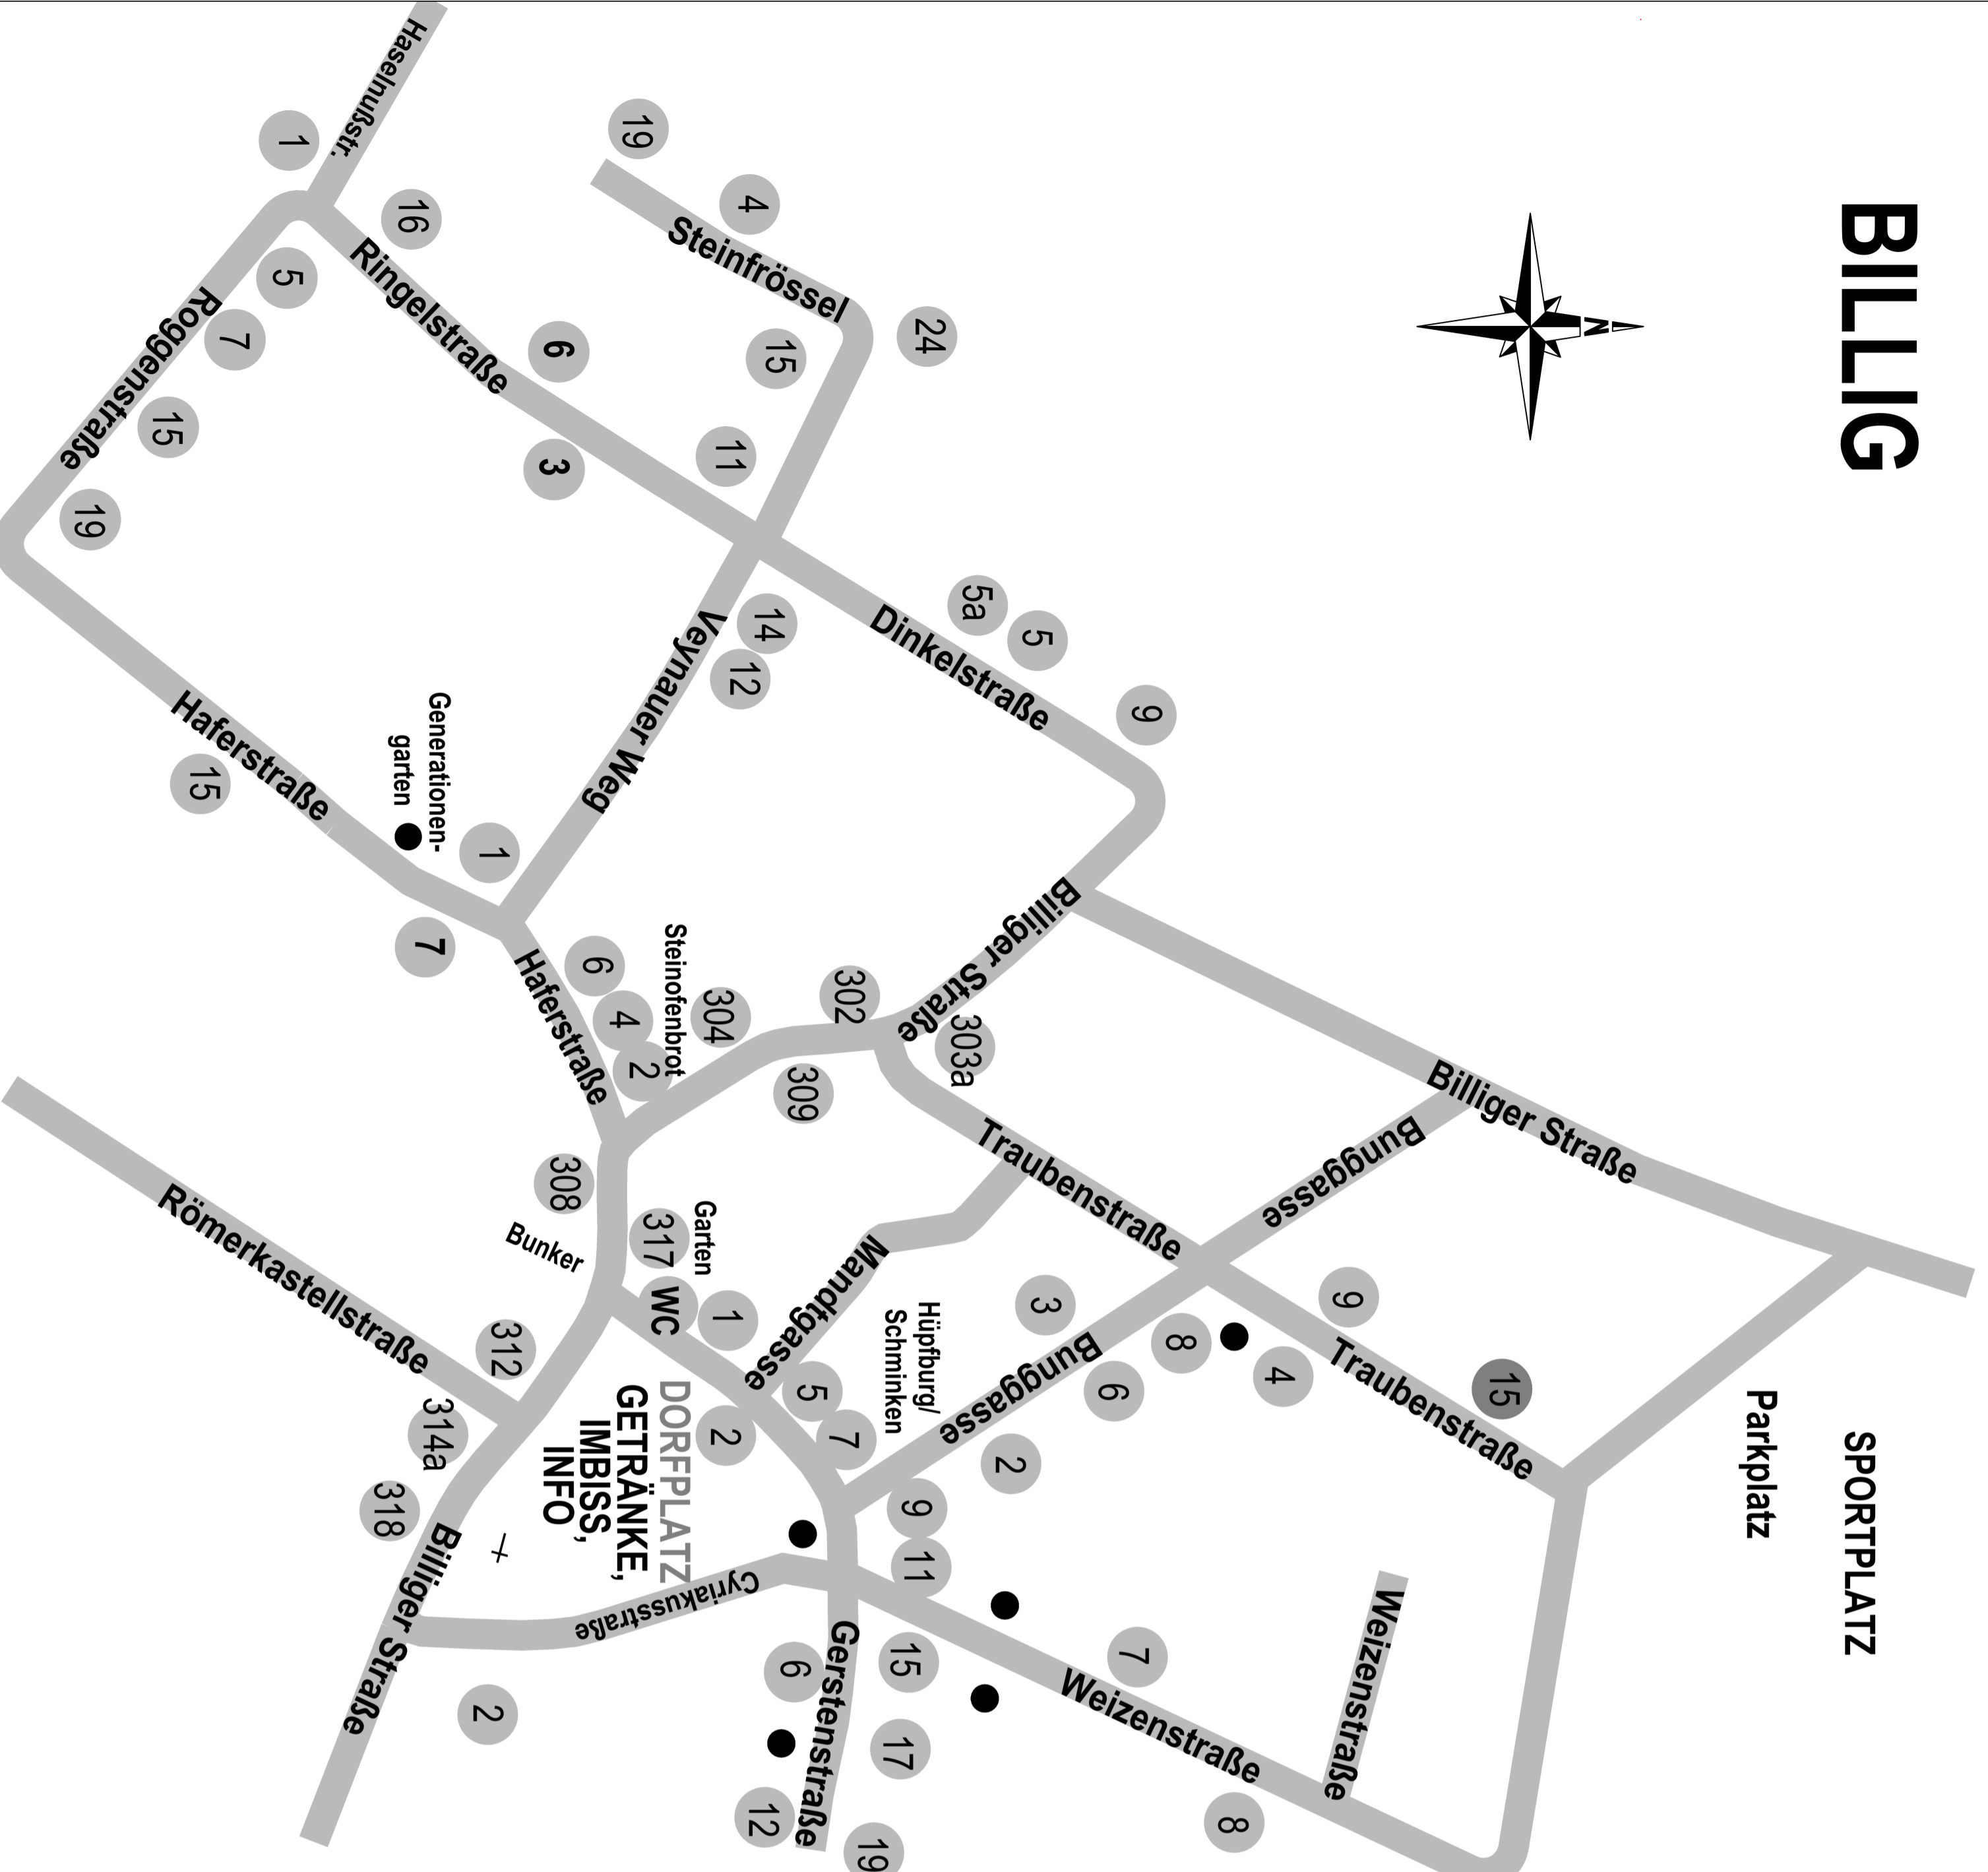 BILLIG
SPORTPLATZ
Parkplatz
N
Billiger Straße
15
Traubenstraße
Weizenstraße
Bunggasse
9
4
8
Traubenstraße
8
6
3
7
Weizenstraße
9
5
5a
Dinkelstraße
24
Billiger Straße
303a
302
309
304
2
Bunggasse
Hüpfburg/
Schminken
9
11
15
17
19
Steinfrössel
4
19
15
11
14
12
Veynauer Weg
Mandtgasse
5
7
1
2
Gerstenstraße
6
12
Garten
317
WC
Steinofenbrot
6
4
2
Haferstraße
DORFPLATZ
GETRÄNKE,
IMBISS,
INFO
Cyriakusstraße
Ringelstraße
16
6
3
308
Bunker
312
314a
318
Billiger Straße
2
+
1
Generationen-
garten
7
Haselnußstr.
1
Roggenstraße
5
7
15
19
Haferstraße
15
Römerkastellstraße